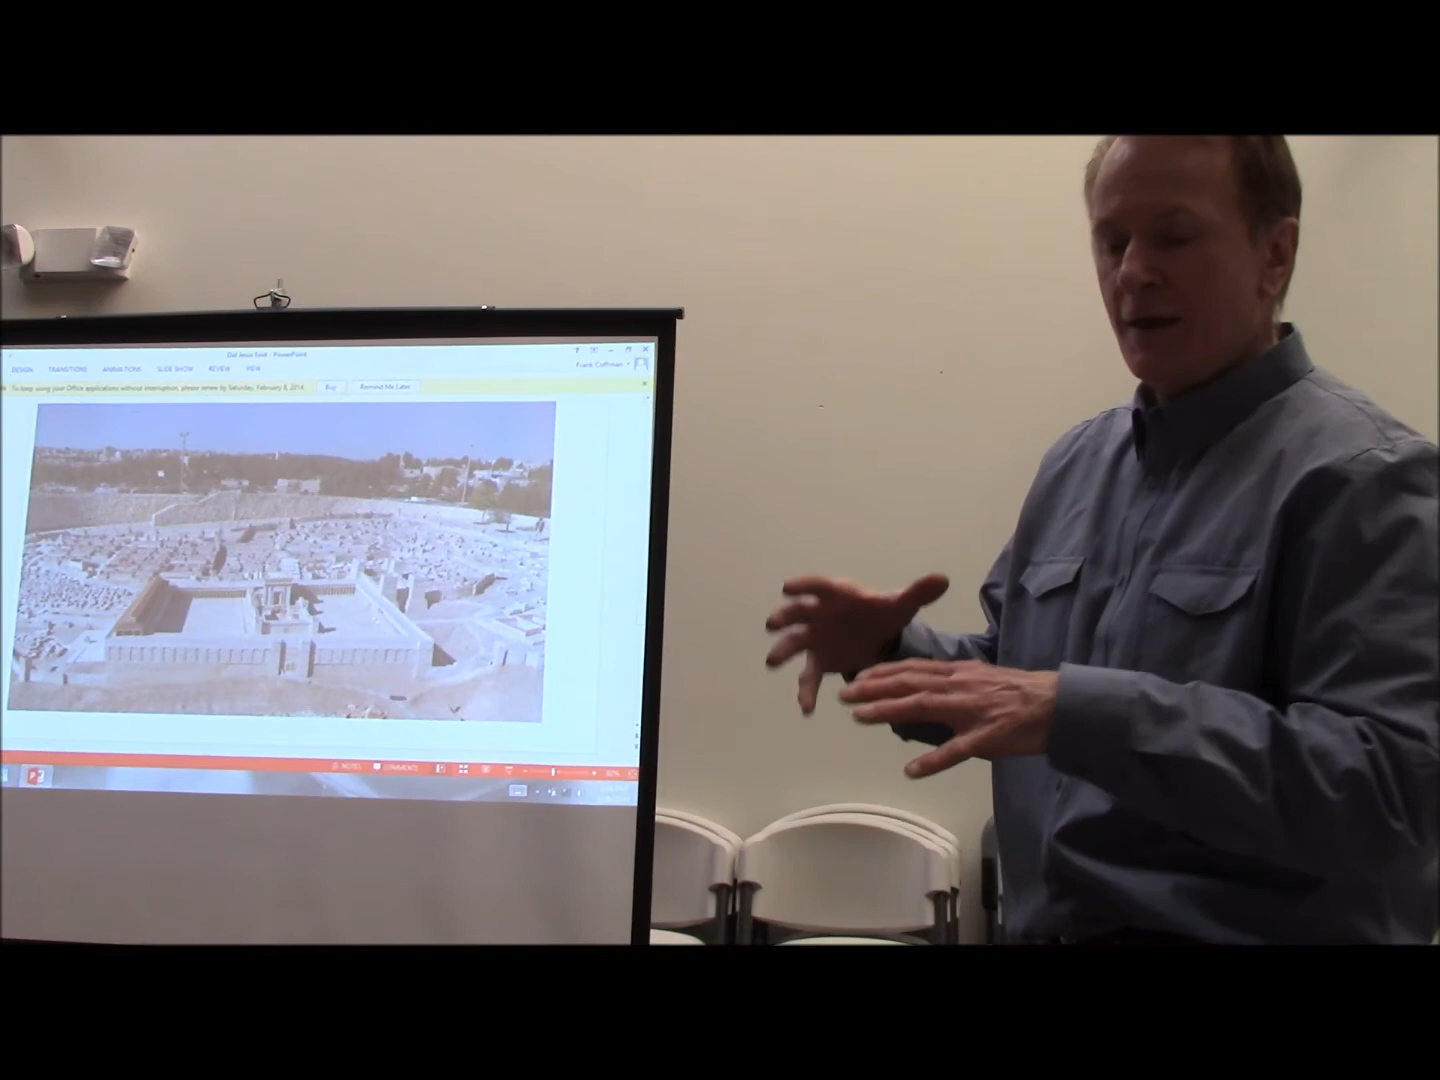 Did Jesus Exist - PowerPoint
DESIGN TRANSITIONS ANIMATIONS SLIDE SHOW REVIEW VIEW
Frank Coffman
To keep using your Office applications without interruption, please renew by Saturday, February 8, 2014. Buy Remind Me Later
NOTES COMMENTS